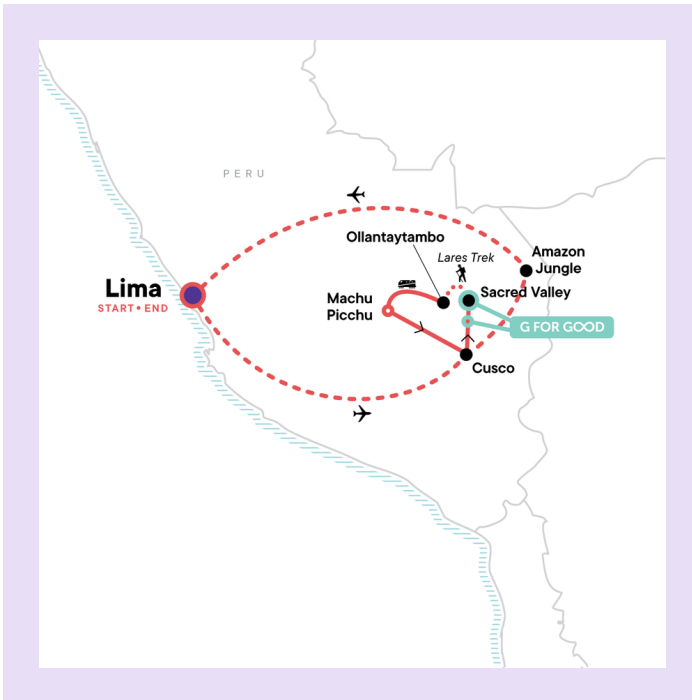 PERU
Ollantaytambo
Lares Trek
Amazon
Jungle
Lima
START • END
Machu
Picchu
Sacred Valley
G FOR GOOD
Cusco